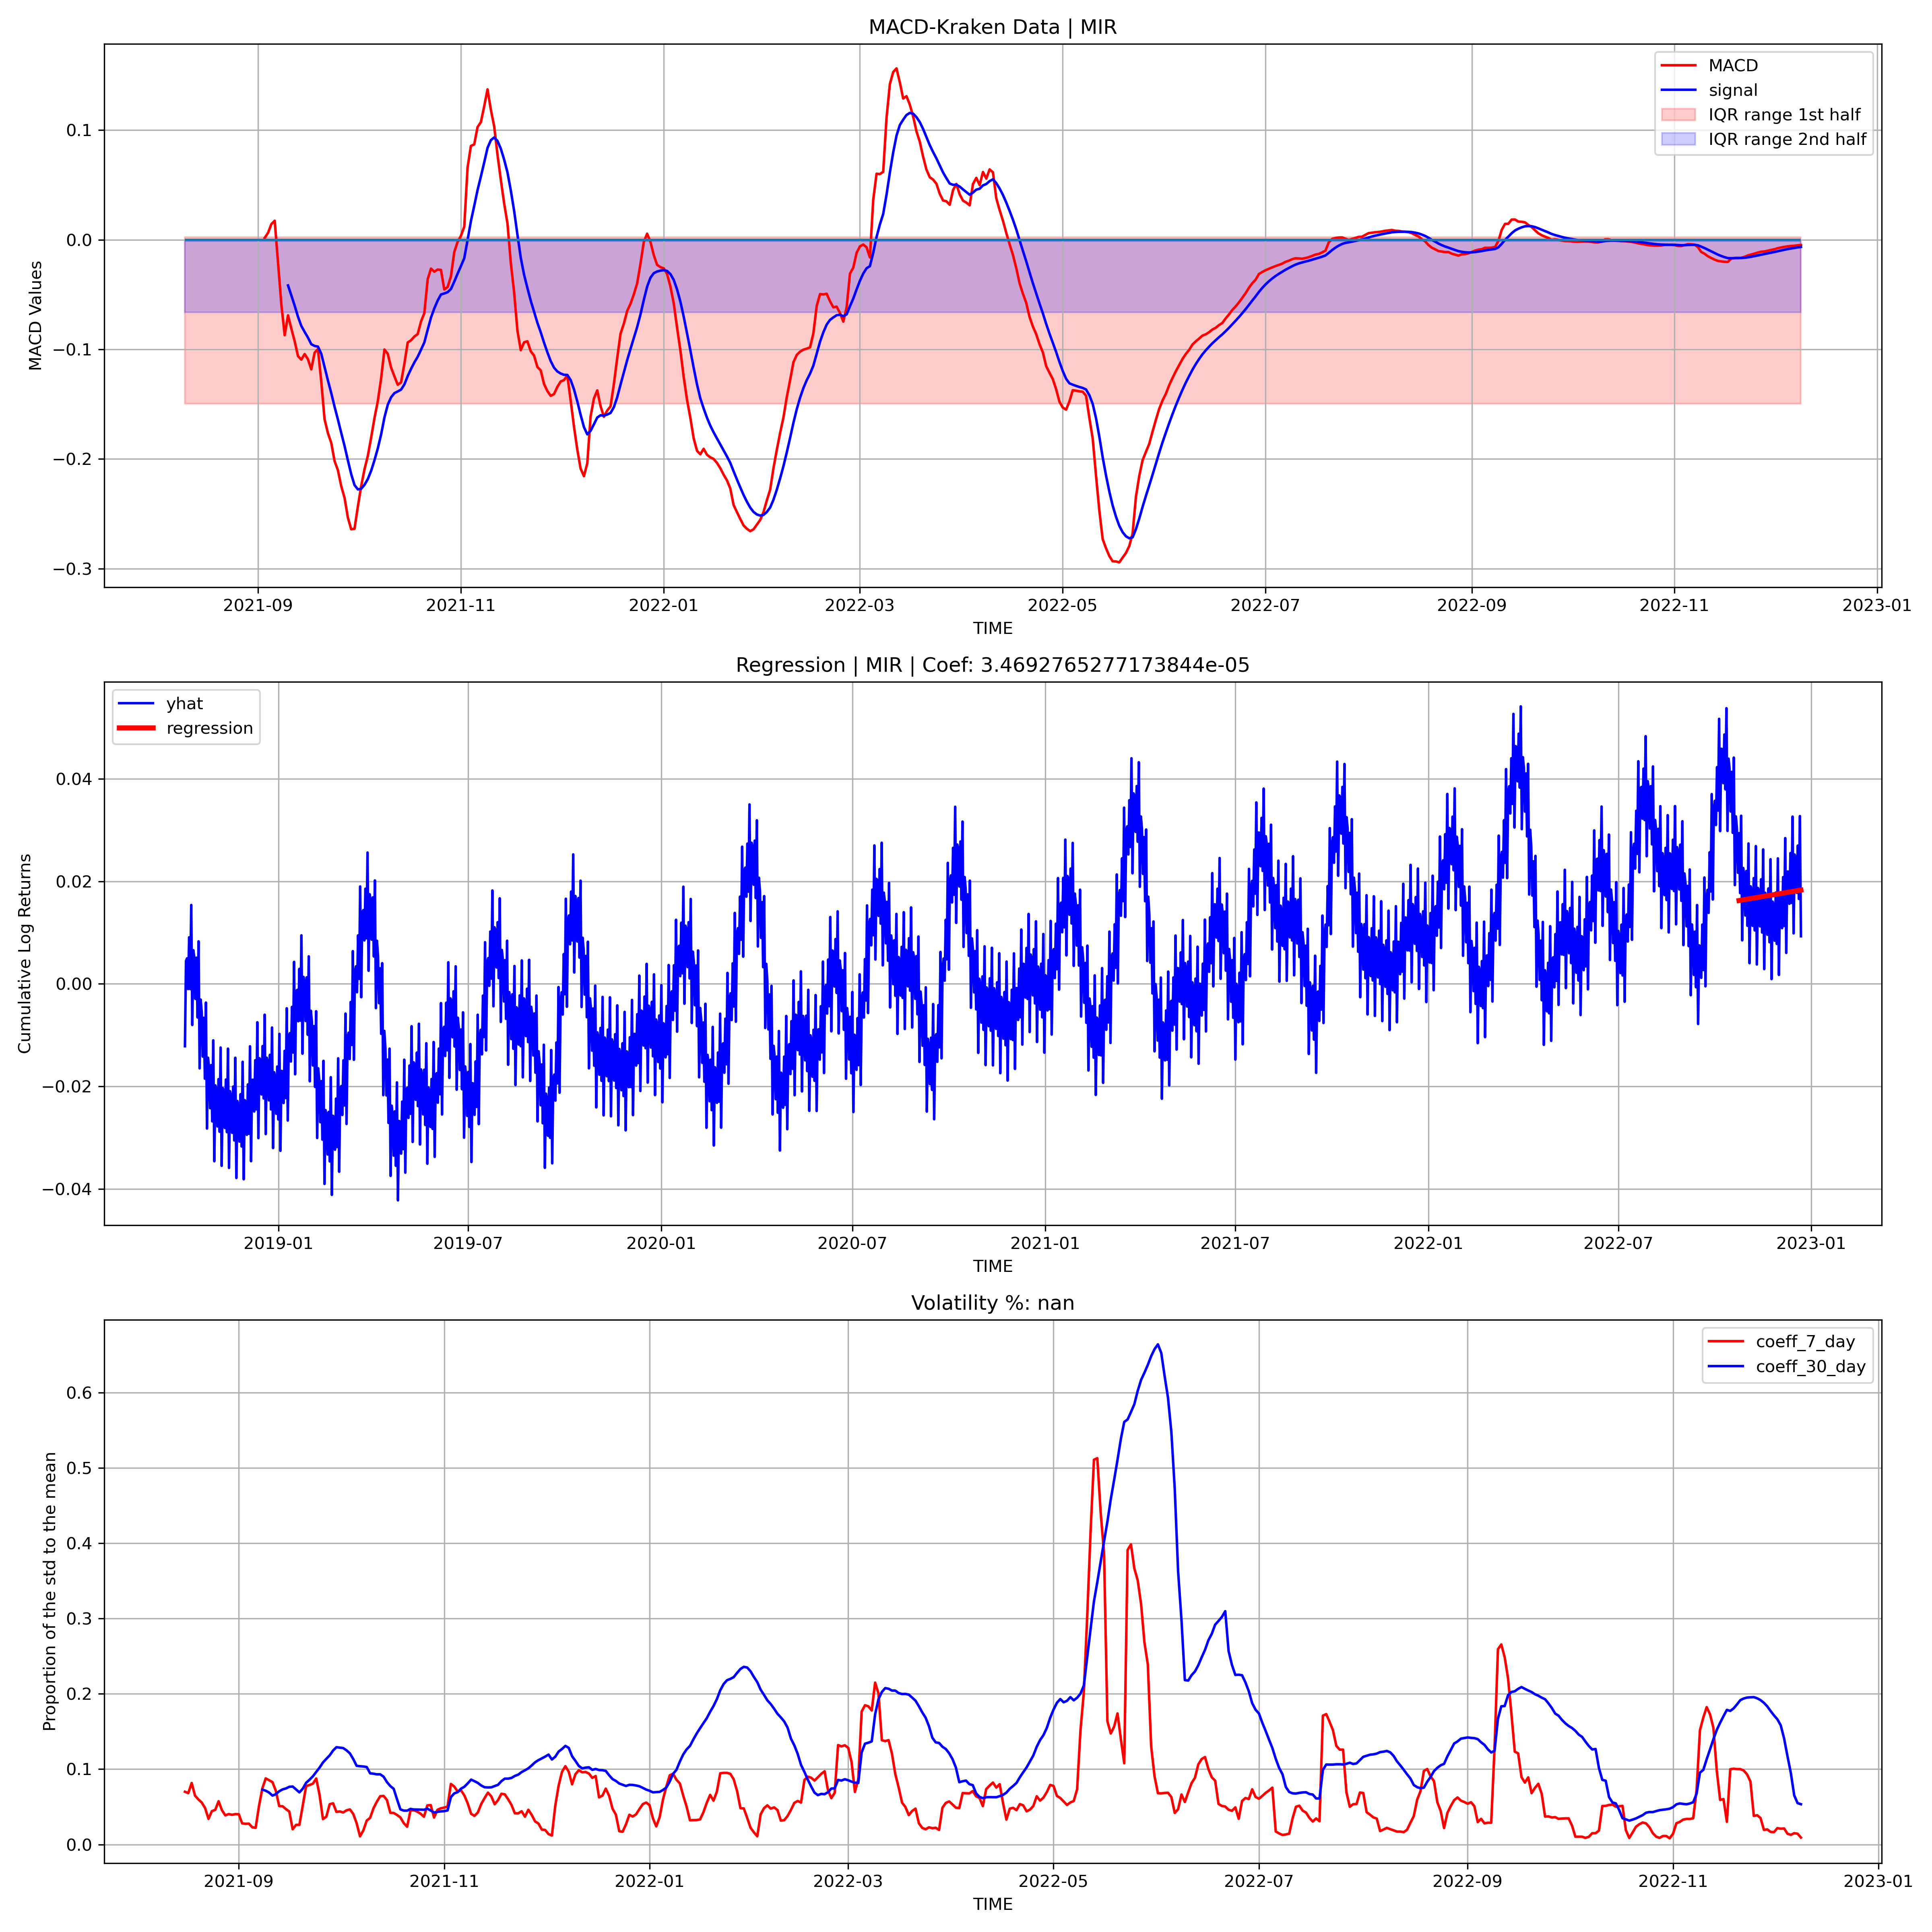 MACD-Kraken Data | MIR
MACD
signal
IQR range 1st half
IQR range 2nd half
MACD Values
0.1
0.0
−0.1
−0.2
−0.3
2021-09 2021-11 2022-01 2022-03 2022-05 2022-07 2022-09 2022-11 2023-01
TIME
Regression | MIR | Coef: 3.4692765277173844e-05
yhat
regression
Cumulative Log Returns
0.04
0.02
0.00
−0.02
−0.04
2019-01 2019-07 2020-01 2020-07 2021-01 2021-07 2022-01 2022-07 2023-01
TIME
Volatility %: nan
coeff_7_day
coeff_30_day
Proportion of the std to the mean
0.6
0.5
0.4
0.3
0.2
0.1
0.0
2021-09 2021-11 2022-01 2022-03 2022-05 2022-07 2022-09 2022-11 2023-01
TIME